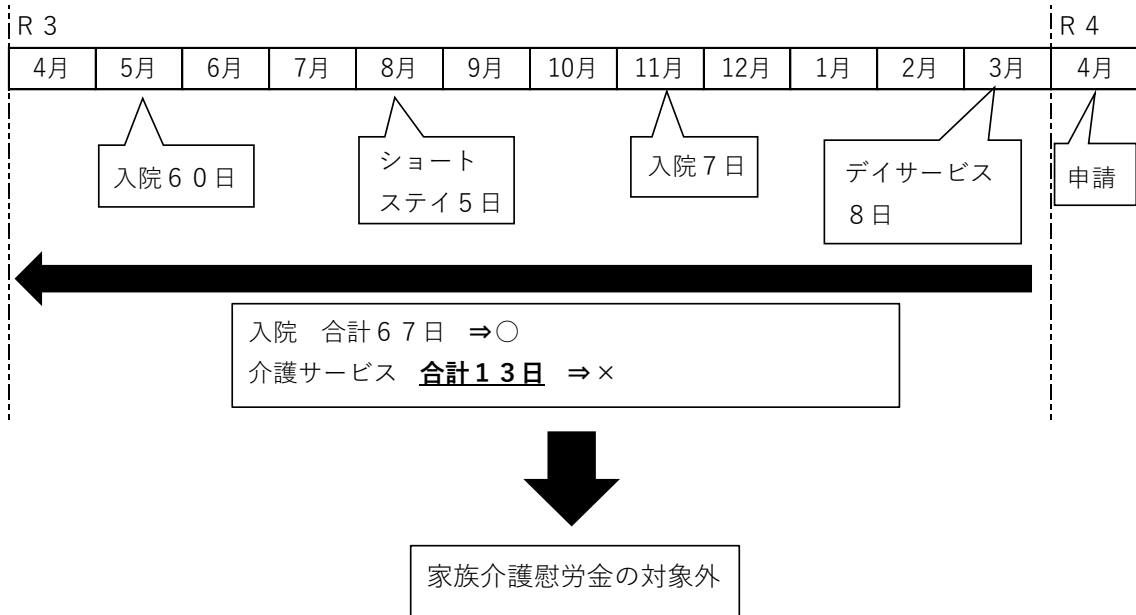 R３
R４
4月 5月 6月 7月 8月 9月 10月 11月 12月 1月 2月 3月 4月
入院６０日
ショート
ステイ５日
入院７日
デイサービス
８日
申請
入院　合計６７日　⇒○
介護サービス　合計１３日　⇒×
家族介護慰労金の対象外